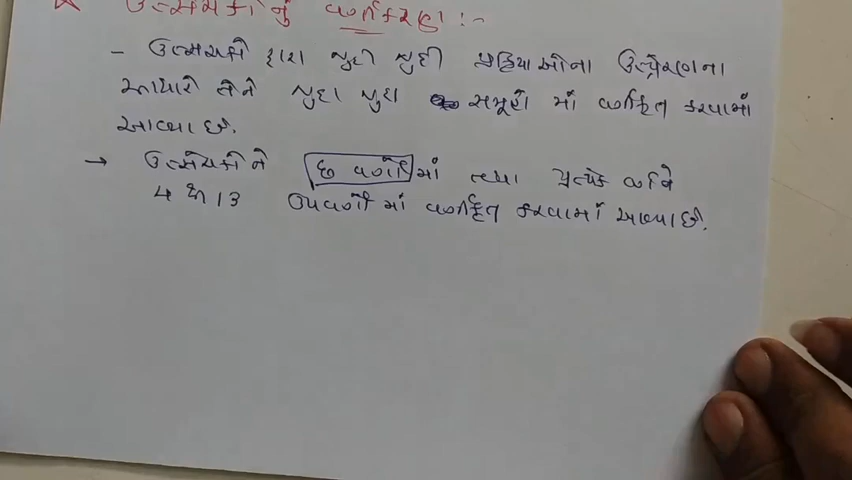 ઉત્સેચકોનું વર્ગીકરણ :-
- ઉત્સેચકો દ્વારા જુદી જુદી પ્રક્રિયાઓના ઉત્પ્રેરણના
આધારે તેને જુદા જુદા સમૂહો માં વર્ગીકૃત કરવામાં
આવ્યા છે.
→ ઉત્સેચકોને છ વર્ગો માં તથા પ્રત્યેક વર્ગને
4 થી 13 ઉપવર્ગો માં વર્ગીકૃત કરવામાં આવ્યા છે.